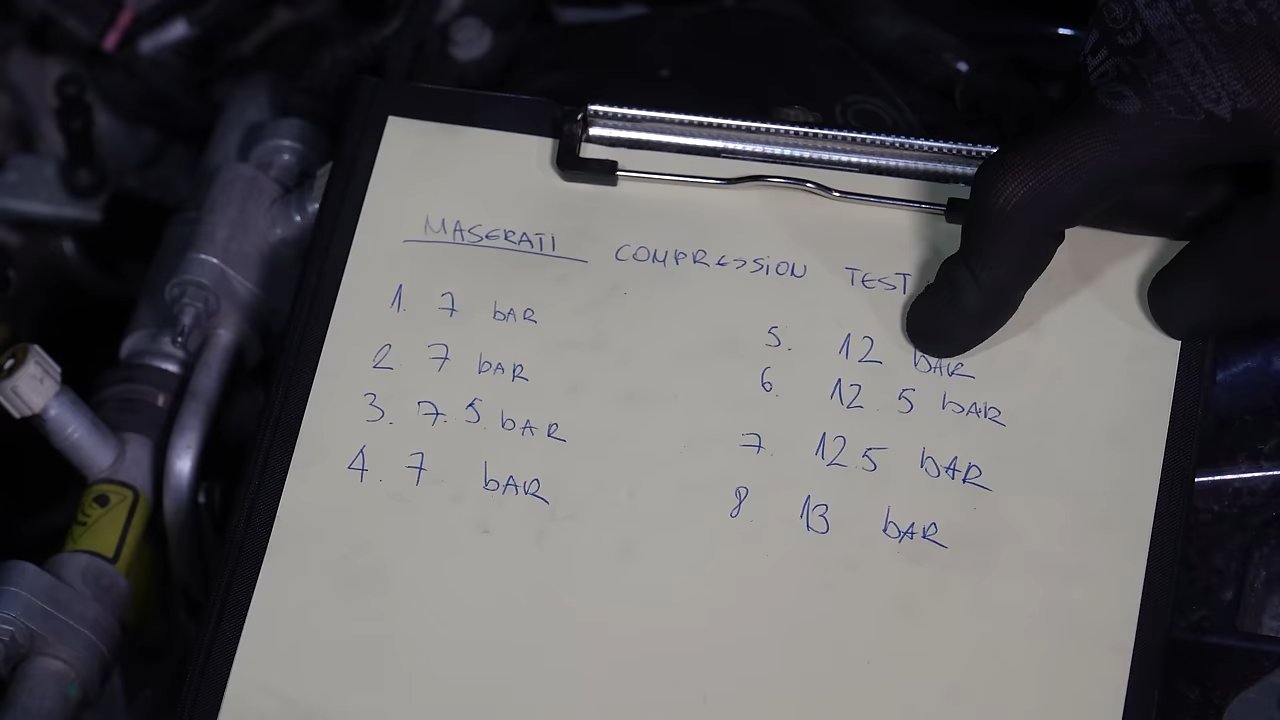 MASERATI COMPRESSION TEST
1. 7 bAR
2. 7 bAR
3. 7.5 bAR
4. 7 bAR
5. 12 bAR
6. 12.5 bAR
7. 12.5 bAR
8. 13 bAR